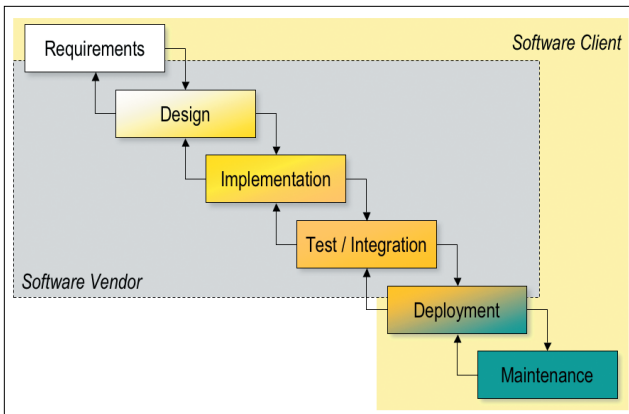 Requirements
Software Client
Design
Implementation
Test / Integration
Software Vendor
Deployment
Maintenance